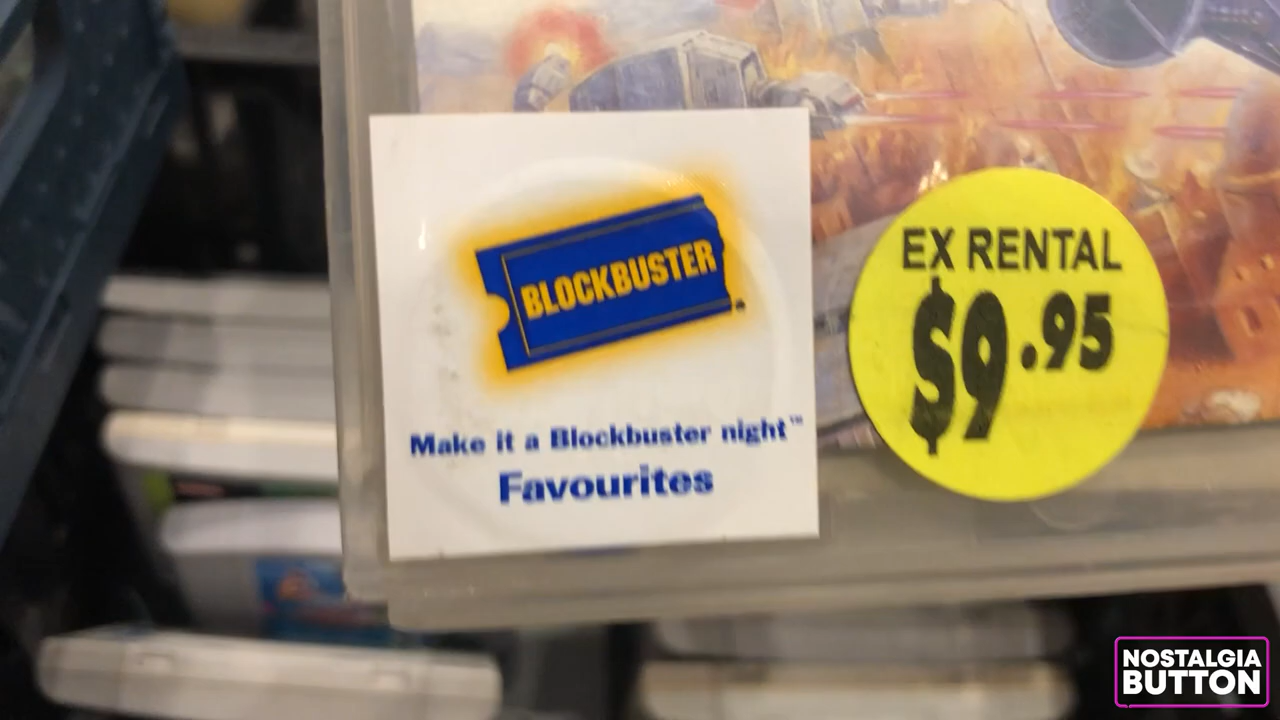 BLOCKBUSTER
Make it a Blockbuster night™
Favourites
EX RENTAL
$9.95
NOSTALGIA
BUTTON